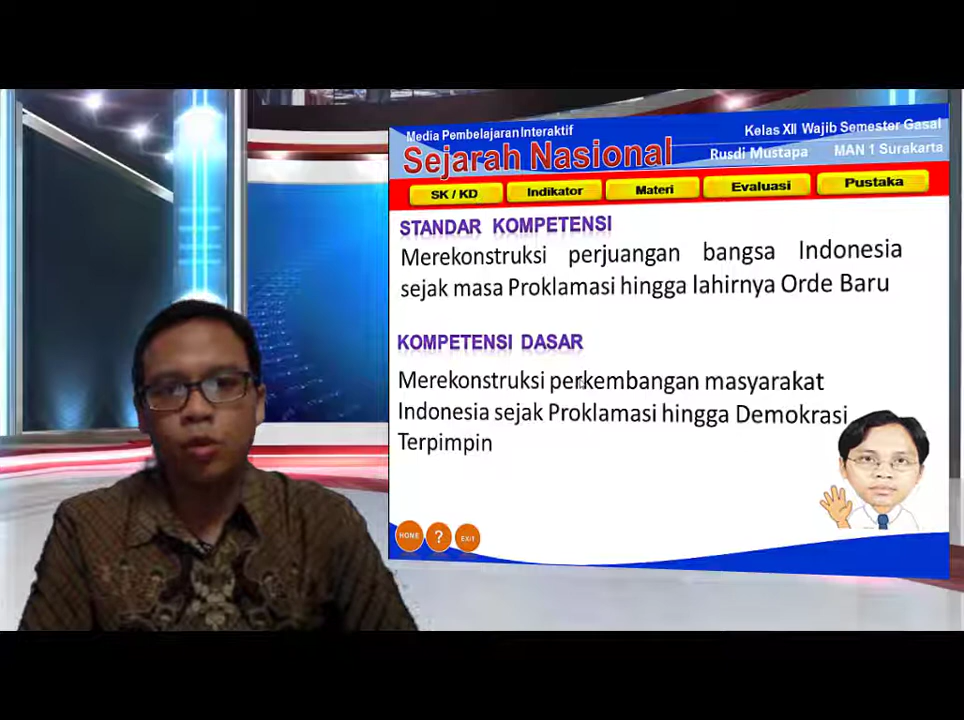 Media Pembelajaran Interaktif
Kelas XII Wajib Semester Gasal
Sejarah Nasional
Rusdi Mustapa MAN 1 Surakarta
SK / KD Indikator Materi Evaluasi Pustaka
STANDAR KOMPETENSI
Merekonstruksi perjuangan bangsa Indonesia
sejak masa Proklamasi hingga lahirnya Orde Baru
KOMPETENSI DASAR
Merekonstruksi perkembangan masyarakat
Indonesia sejak Proklamasi hingga Demokrasi
Terpimpin
HOME ? EXIT